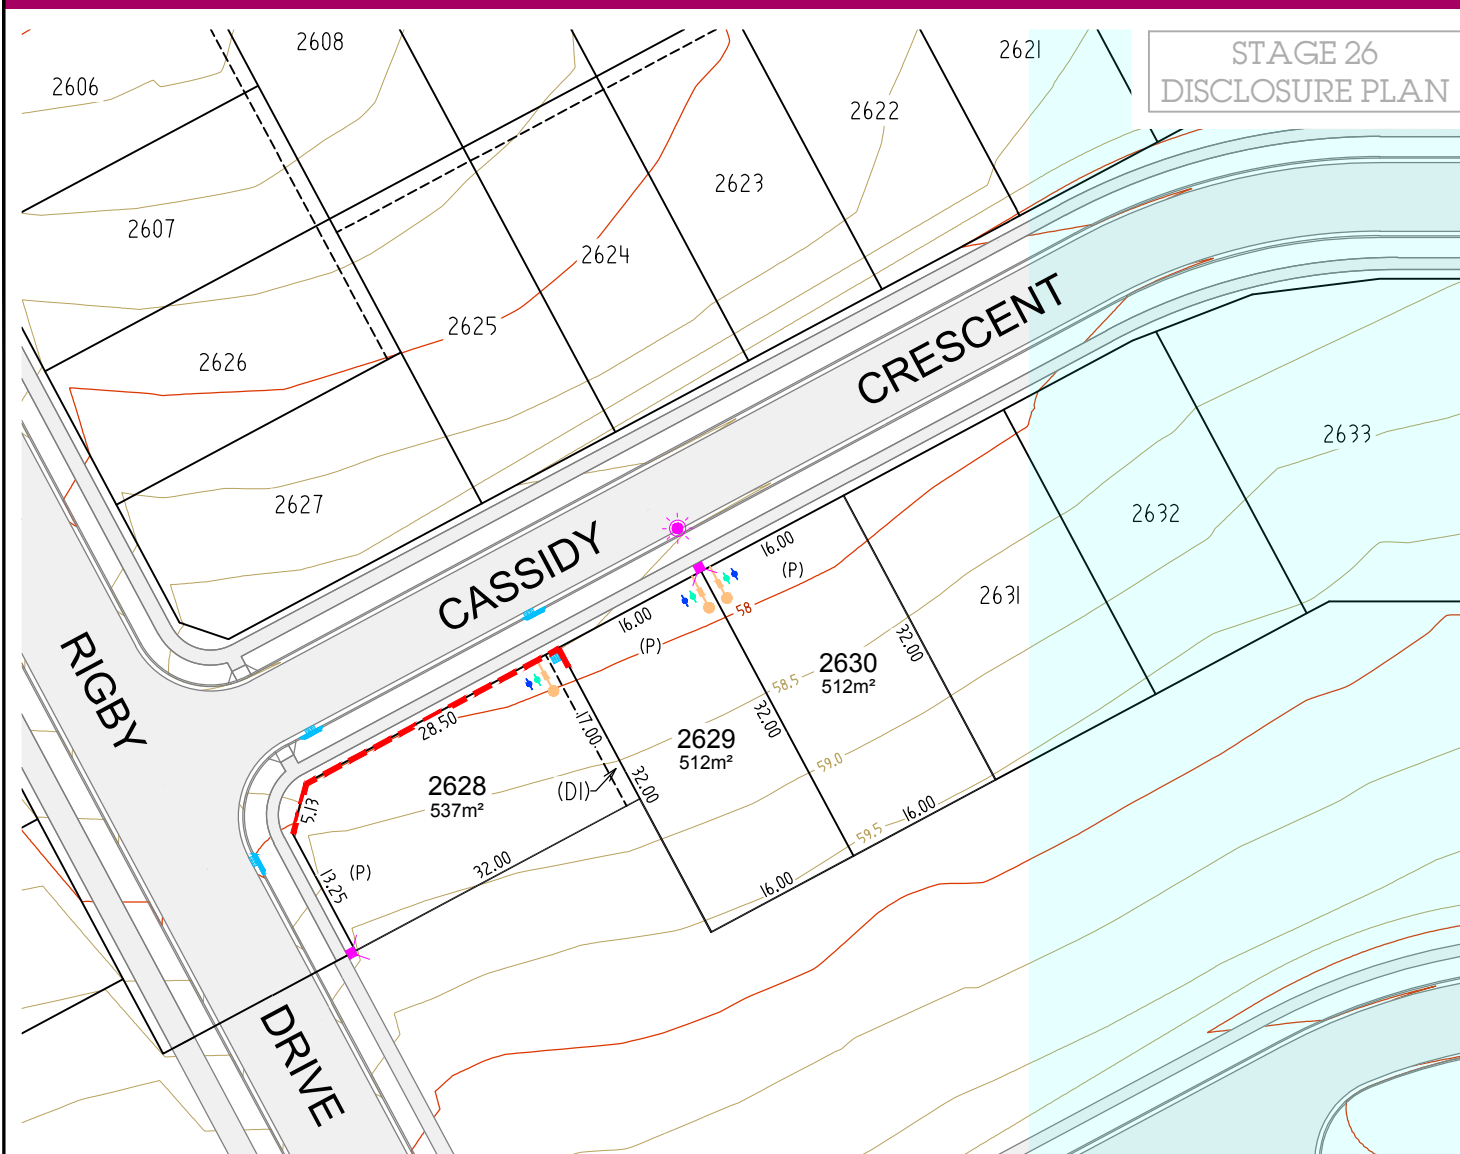 STAGE 26
DISCLOSURE PLAN
2606
2608
2621
2622
2623
2607
2624
2625
2626
2627
CRESCENT
CASSIDY
RIGBY
DRIVE
2633
2632
2631
16.00
(P)
58
16.00
(P)
2630
512m²
32.00
58.5
32.00
2629
512m²
59.0
28.50
17.00
(D1)
32.00
2628
537m²
5.13
13.25
(P)
32.00
16.00
59.5
16.00